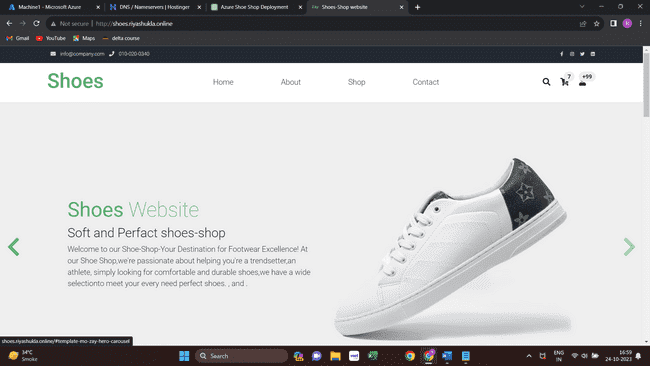 Machine1 - Microsoft Azure
DNS / Nameservers | Hostinger
Azure Shoe Shop Deployment
Shoes-Shop website
Not secure | http://shoes.riyashukla.online
Gmail
YouTube
Maps
delta course
info@company.com
010-020-0340
Shoes
Home
About
Shop
Contact
7
+99
Shoes Website
Soft and Perfect shoes-shop
Welcome to our Shoe-Shop-Your Destination for Footwear Excellence! At
our Shoe Shop,we're passionate about helping you're a trendsetter,an
athlete, simply looking for comfortable and durable shoes,we have a wide
selectionto meet your every need perfect shoes. , and .
shoes.riyashukla.online/#template-mo-zay-hero-carousel
34°C
Smoke
Search
ENG
IN
16:59
24-10-2023